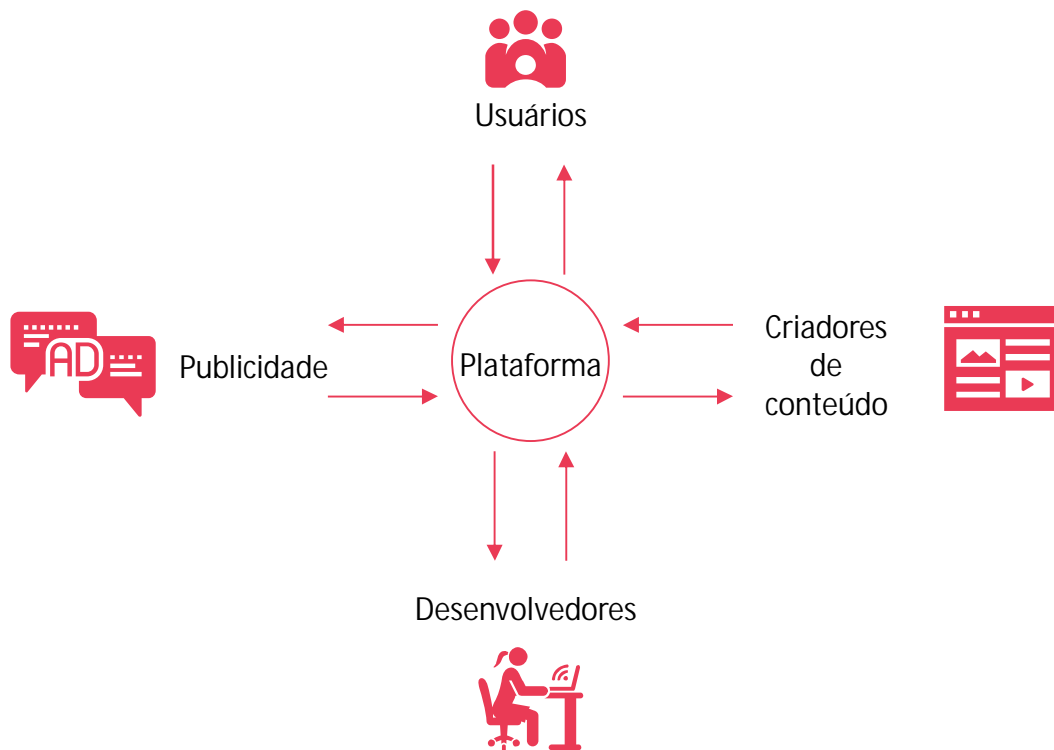 Usuários
AD
Publicidade
Plataforma
Criadores
de
conteúdo
Desenvolvedores